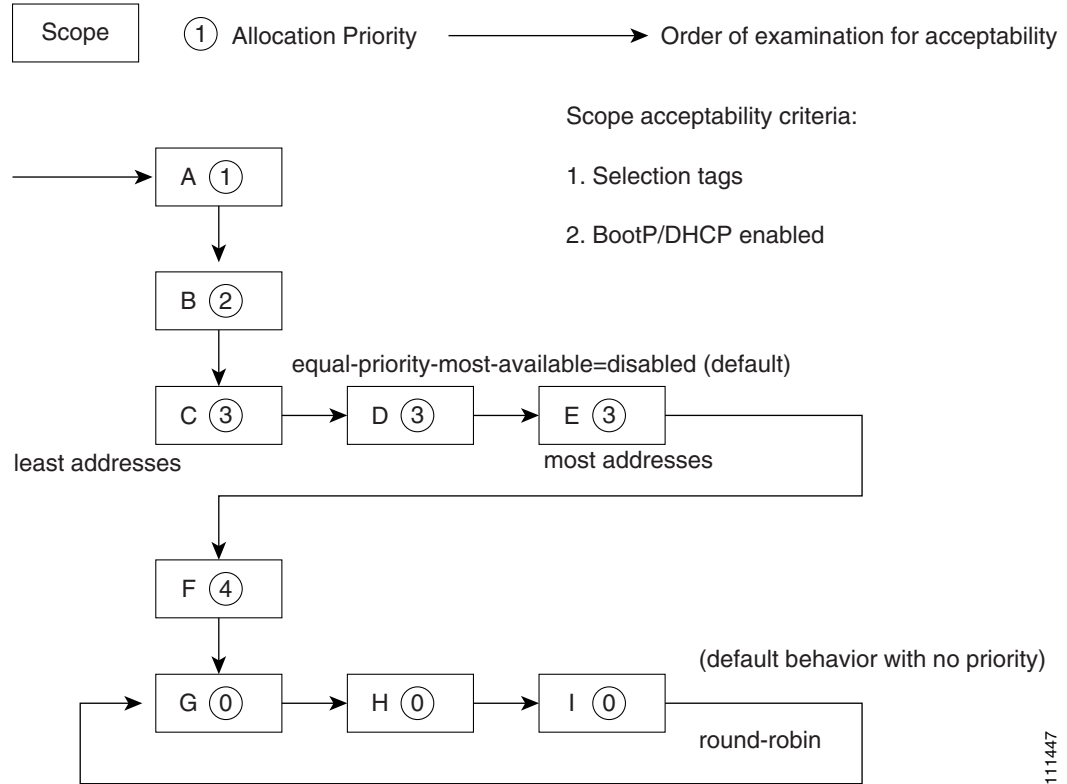 Scope
1 Allocation Priority
Order of examination for acceptability
Scope acceptability criteria:
1. Selection tags
2. BootP/DHCP enabled
A 1
B 2
equal-priority-most-available=disabled (default)
C 3
D 3
E 3
least addresses
most addresses
F 4
(default behavior with no priority)
G 0
H 0
I 0
round-robin
111447